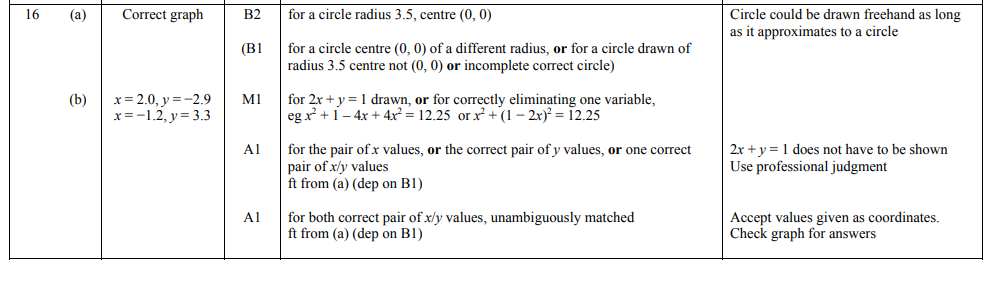 16 (a) Correct graph B2 for a circle radius 3.5, centre (0, 0) Circle could be drawn freehand as long
as it approximates to a circle
(B1 for a circle centre (0, 0) of a different radius, or for a circle drawn of
radius 3.5 centre not (0, 0) or incomplete correct circle)
(b) x = 2.0, y = −2.9 M1 for 2x + y = 1 drawn, or for correctly eliminating one variable,
x = −1.2, y = 3.3 eg x² + 1 – 4x + 4x² = 12.25 or x² + (1 – 2x)² = 12.25
A1 for the pair of x values, or the correct pair of y values, or one correct 2x + y = 1 does not have to be shown
pair of x/y values Use professional judgment
ft from (a) (dep on B1)
A1 for both correct pair of x/y values, unambiguously matched Accept values given as coordinates.
ft from (a) (dep on B1) Check graph for answers